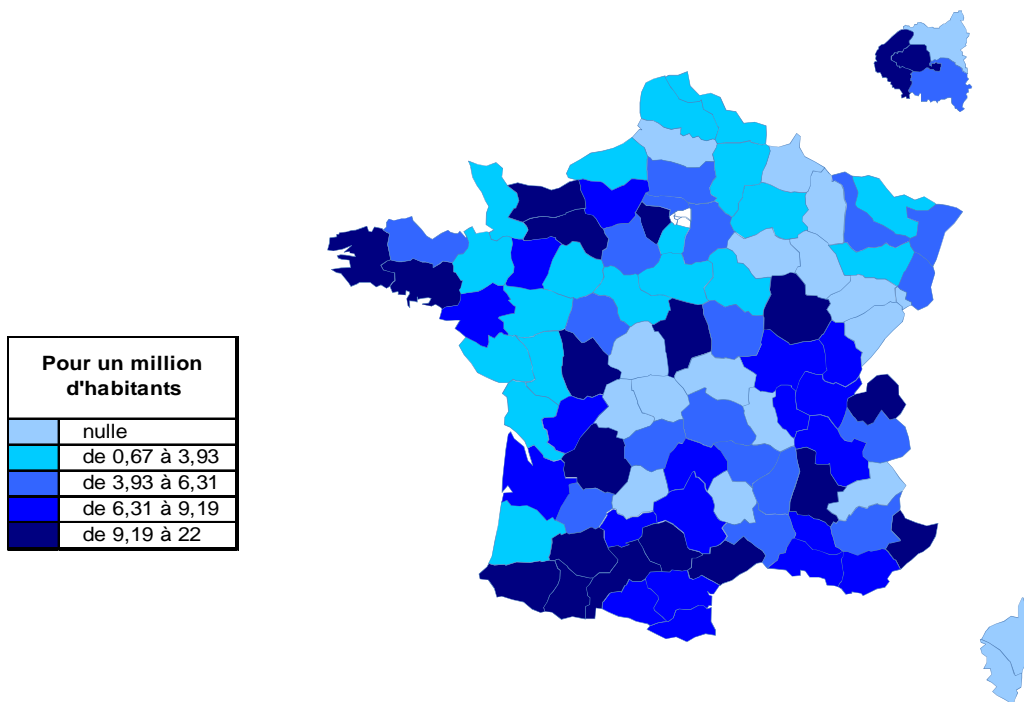 Pour un million
d'habitants
nulle
de 0,67 à 3,93
de 3,93 à 6,31
de 6,31 à 9,19
de 9,19 à 22